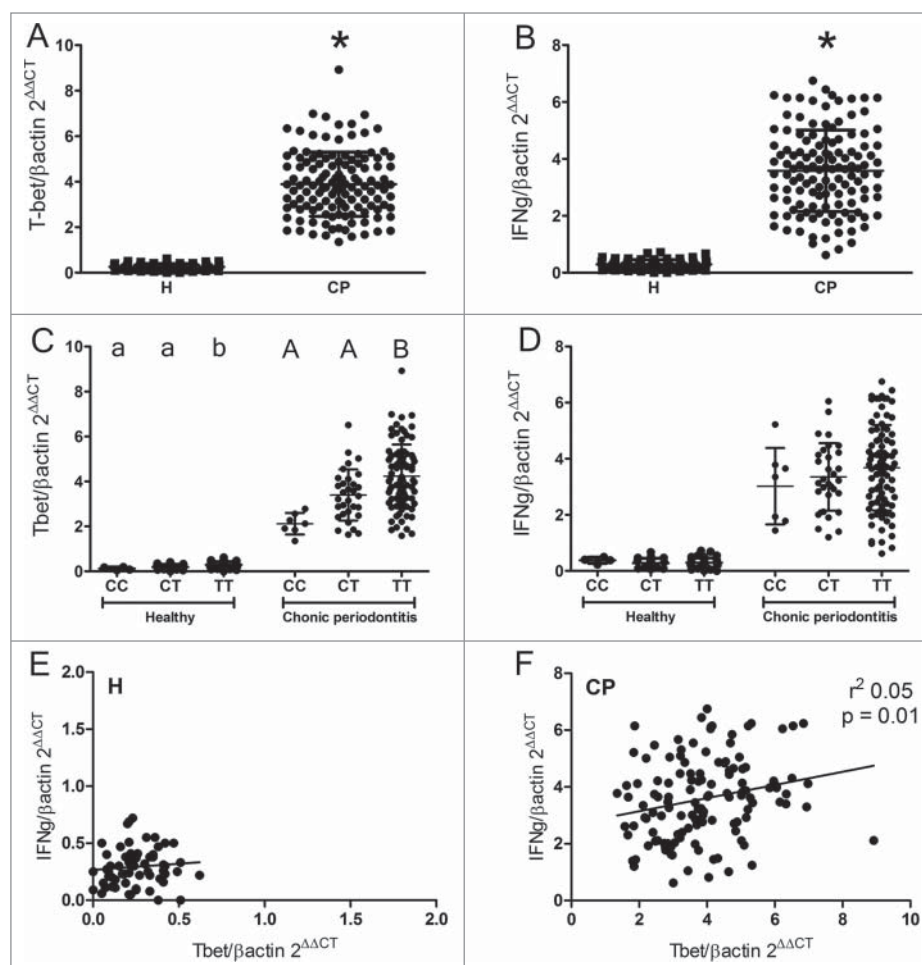 A
*
10
8
6
4
2
0
T-bet/βactin 2^ΔΔCT
H CP
B
*
8
6
4
2
0
IFNg/βactin 2^ΔΔCT
H CP
C
a a b A A B
10
8
6
4
2
0
Tbet/βactin 2^ΔΔCT
CC CT TT CC CT TT
Healthy Chonic periodontitis
D
8
6
4
2
0
IFNg/βactin 2^ΔΔCT
CC CT TT CC CT TT
Healthy Chonic periodontitis
E
H
2.0
1.5
1.0
0.5
0.0
IFNg/βactin 2^ΔΔCT
0.0 0.5 1.0 1.5 2.0
Tbet/βactin 2^ΔΔCT
F
CP
r² 0.05
p = 0.01
8
6
4
2
0
IFNg/βactin 2^ΔΔCT
0 2 4 6 8 10
Tbet/βactin 2^ΔΔCT